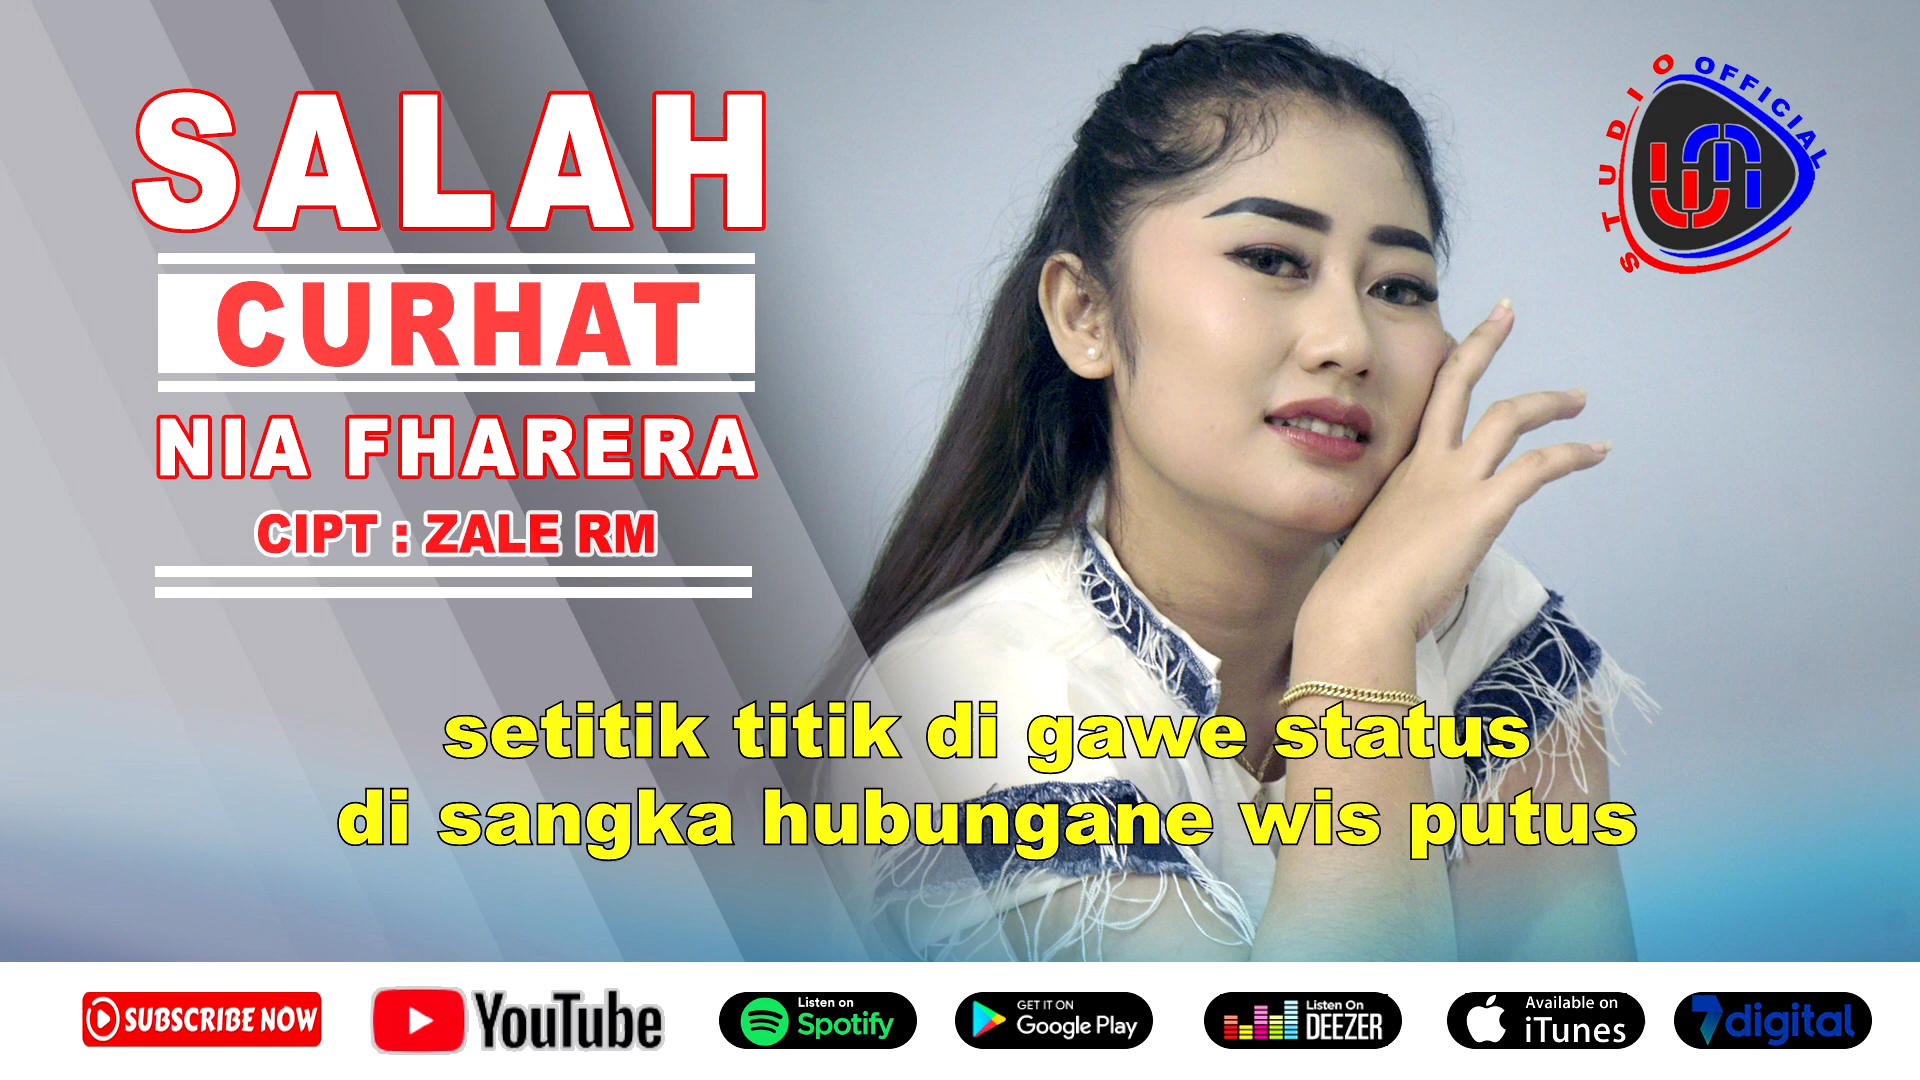 SALAH
CURHAT
NIA FHARERA
CIPT : ZALE RM
STUDIO OFFICIAL
setitik titik di gawe status
di sangka hubungane wis putus
SUBSCRIBE NOW
YouTube
Listen on
Spotify
GET IT ON
Google Play
Listen On
DEEZER
Available on
iTunes
7digital